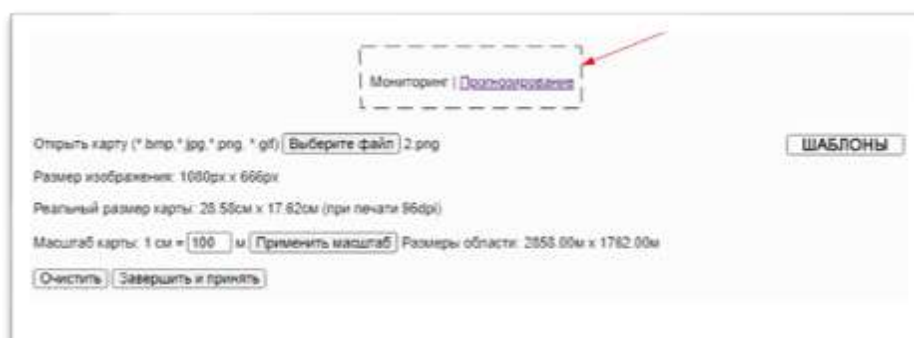 Мониторинг | Прогнозирование
Открыть карту (*.bmp,*.jpg,*.png, *.gif) Выберите файл 2.png ШАБЛОНЫ
Размер изображения: 1080px x 666px
Реальный размер карты: 28.58см x 17.62см (при печати 96dpi)
Масштаб карты: 1 см = 100 м Применить масштаб Размеры области: 2858.00м x 1762.00м
Очистить Завершить и принять